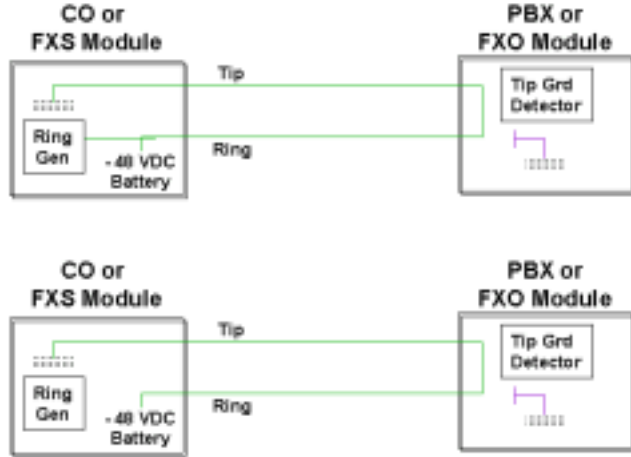 CO or
FXS Module
PBX or
FXO Module
Tip
Tip Grd
Detector
Ring
Gen
- 48 VDC
Battery
Ring
CO or
FXS Module
PBX or
FXO Module
Tip
Tip Grd
Detector
Ring
Gen
- 48 VDC
Battery
Ring